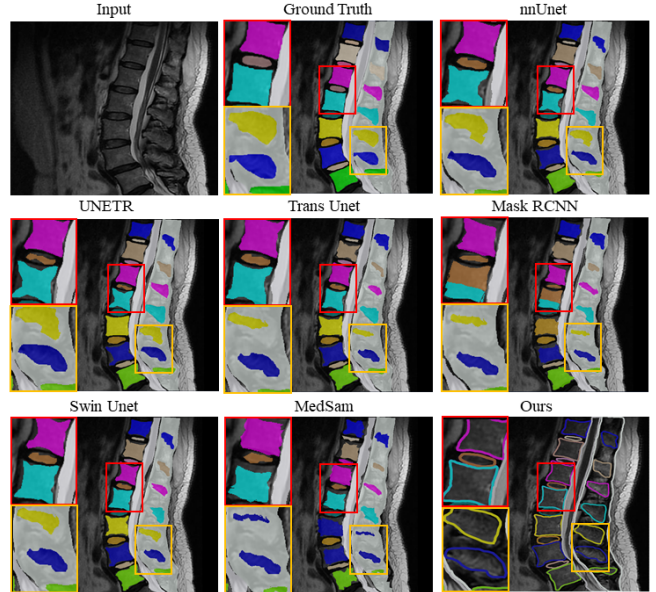 Input
Ground Truth
nnUnet
UNETR
Trans Unet
Mask RCNN
Swin Unet
MedSam
Ours